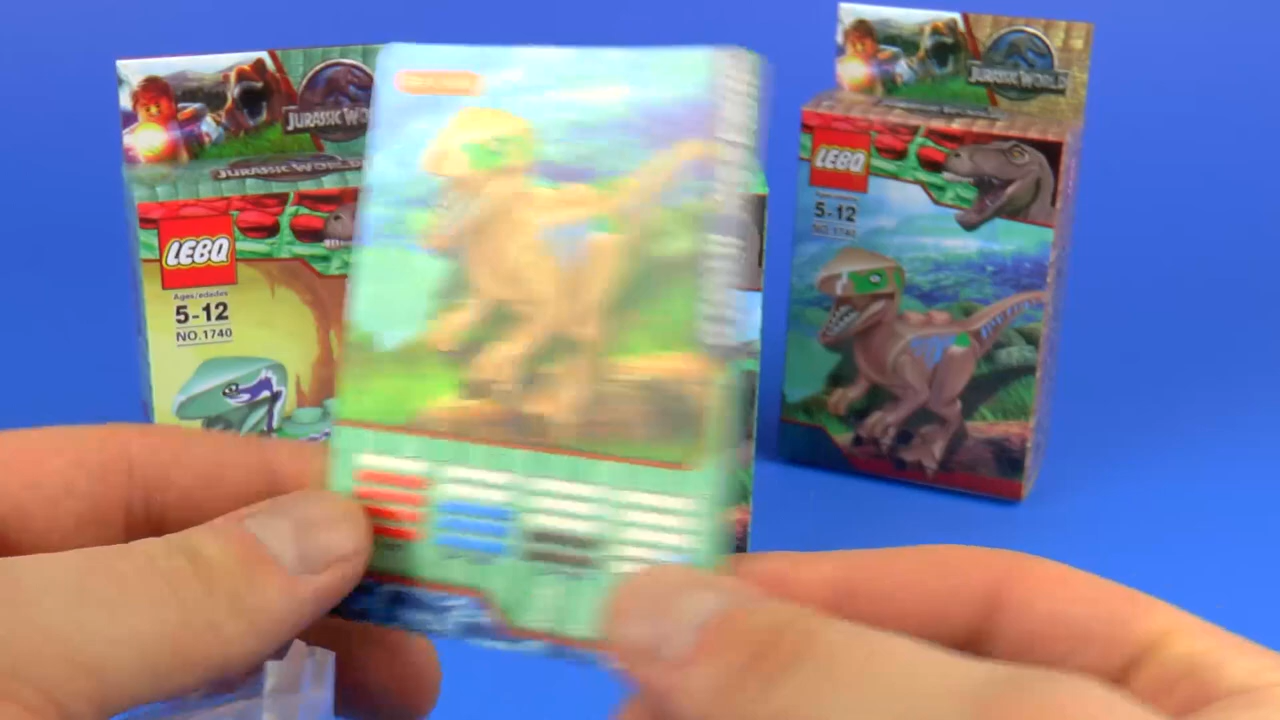 JURASSIC WO
JURASSIC WORLD
LEBQ
Ages/edades
5-12
NO.1740
JURASSIC WORLD
LEBQ
5-12
NO.1740